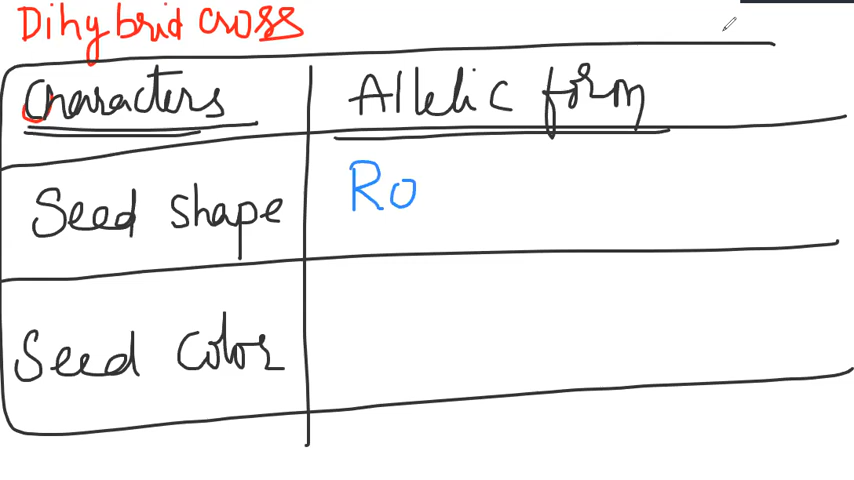 Dihybrid cross
Characters Allelic form
Seed shape Ro
Seed Color